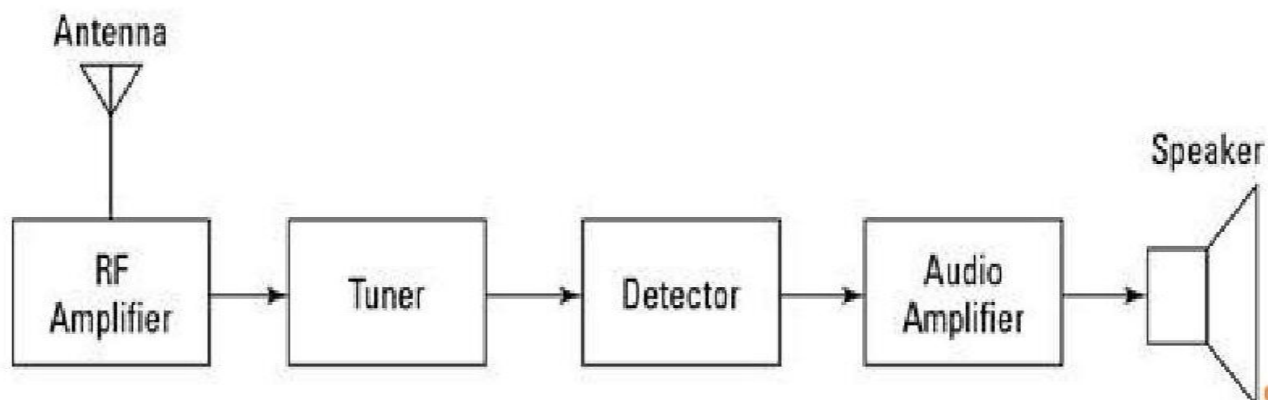 Antenna
Speaker
RF
Amplifier
Tuner
Detector
Audio
Amplifier